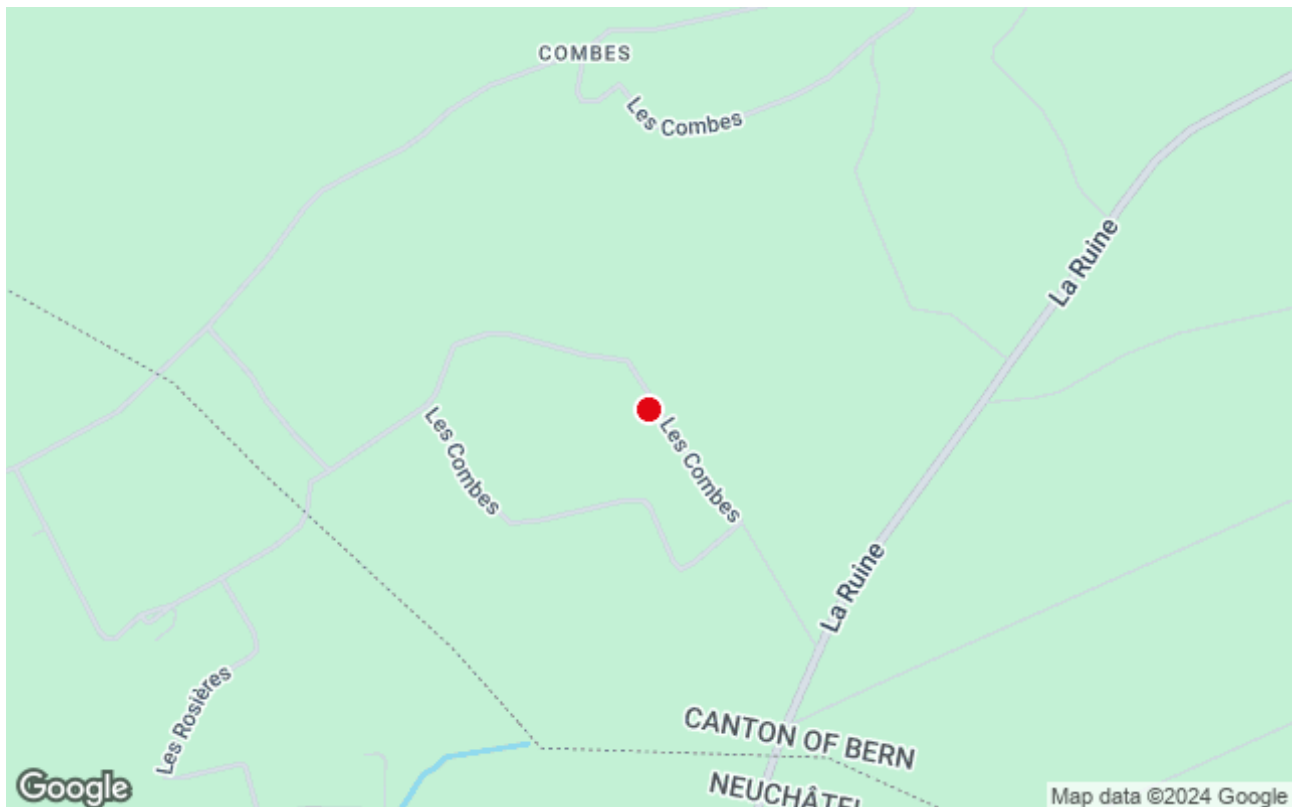 COMBES
Les Combes
La Ruine
Les Combes
Les Combes
La Ruine
Les Rosières
CANTON OF BERN
NEUCHÂTEL
Google
Map data ©2024 Google